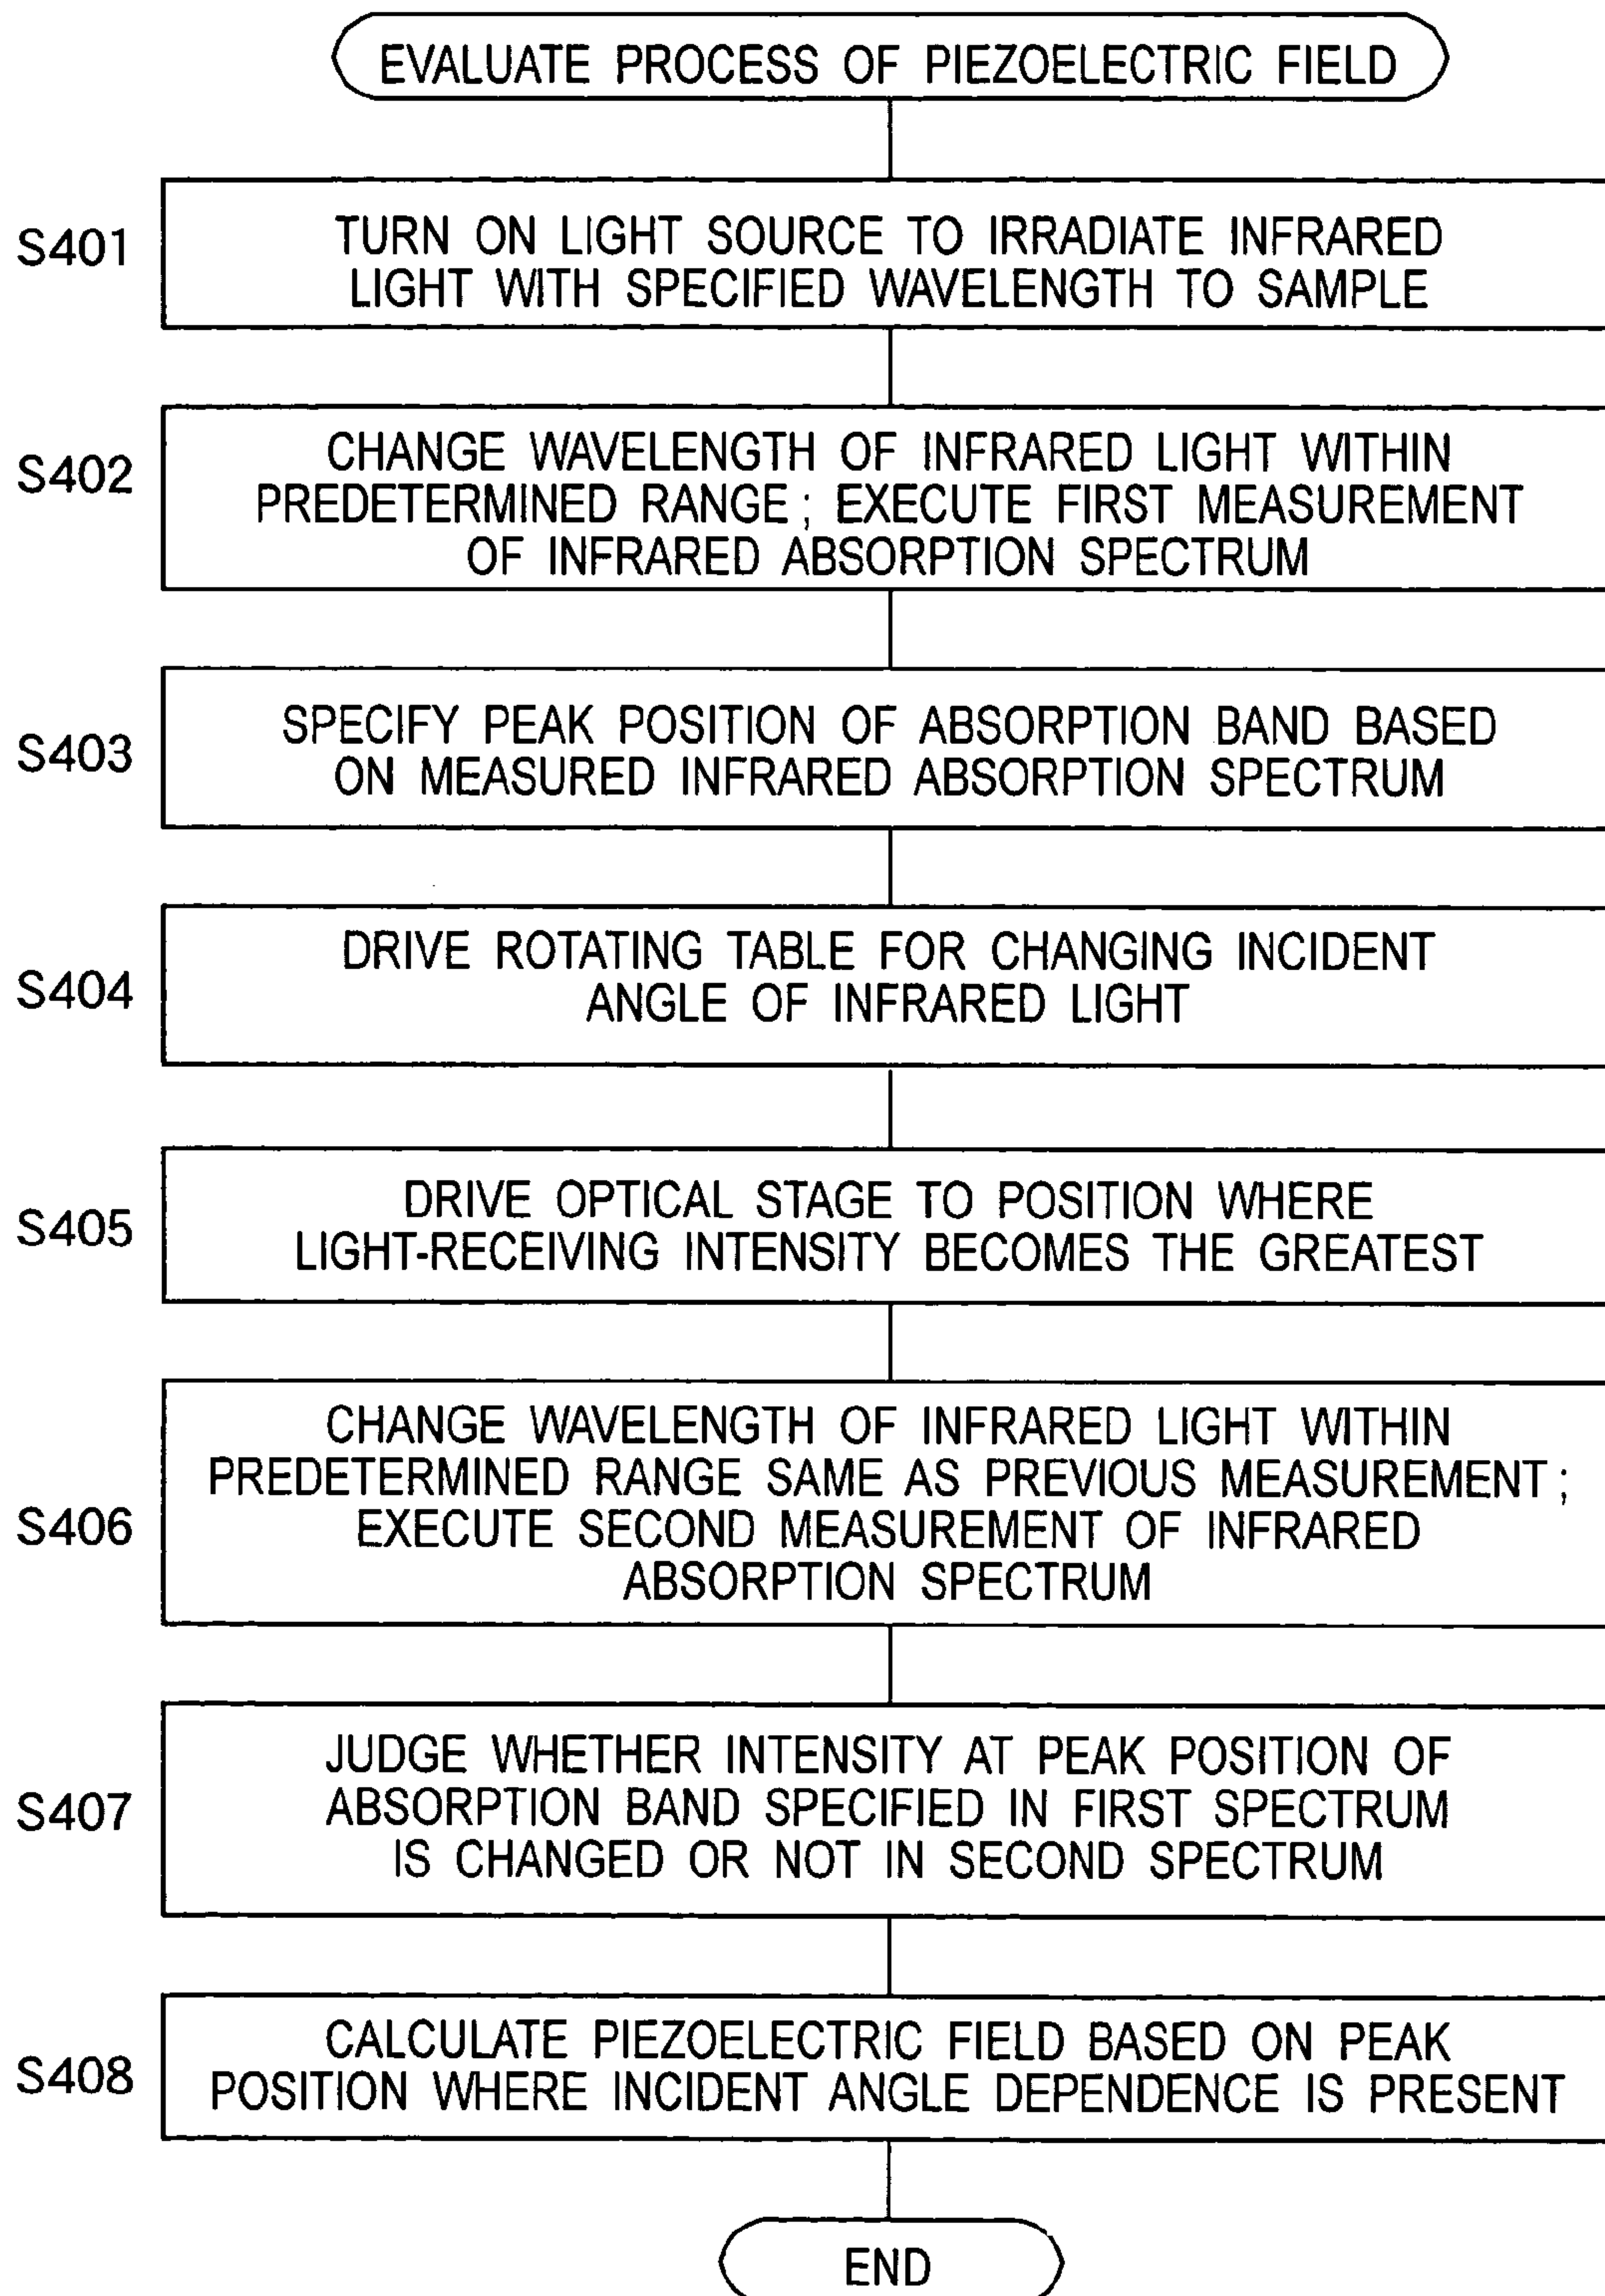 EVALUATE PROCESS OF PIEZOELECTRIC FIELD
S401
TURN ON LIGHT SOURCE TO IRRADIATE INFRARED
LIGHT WITH SPECIFIED WAVELENGTH TO SAMPLE
S402
CHANGE WAVELENGTH OF INFRARED LIGHT WITHIN
PREDETERMINED RANGE; EXECUTE FIRST MEASUREMENT
OF INFRARED ABSORPTION SPECTRUM
S403
SPECIFY PEAK POSITION OF ABSORPTION BAND BASED
ON MEASURED INFRARED ABSORPTION SPECTRUM
S404
DRIVE ROTATING TABLE FOR CHANGING INCIDENT
ANGLE OF INFRARED LIGHT
S405
DRIVE OPTICAL STAGE TO POSITION WHERE
LIGHT-RECEIVING INTENSITY BECOMES THE GREATEST
S406
CHANGE WAVELENGTH OF INFRARED LIGHT WITHIN
PREDETERMINED RANGE SAME AS PREVIOUS MEASUREMENT;
EXECUTE SECOND MEASUREMENT OF INFRARED
ABSORPTION SPECTRUM
S407
JUDGE WHETHER INTENSITY AT PEAK POSITION OF
ABSORPTION BAND SPECIFIED IN FIRST SPECTRUM
IS CHANGED OR NOT IN SECOND SPECTRUM
S408
CALCULATE PIEZOELECTRIC FIELD BASED ON PEAK
POSITION WHERE INCIDENT ANGLE DEPENDENCE IS PRESENT
END